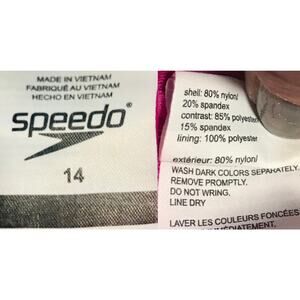 MADE IN VIETNAM
FABRIQUÉ AU VIETNAM
HECHO EN VIETNAM
speedo
14
shell: 80% nylon/
20% spandex
contrast: 85% polyester
15% spandex
lining: 100% polyester
extérieur: 80% nylon/
WASH DARK COLORS SEPARATELY.
REMOVE PROMPTLY.
DO NOT WRING.
LINE DRY
LAVER LES COULEURS FONCÉES